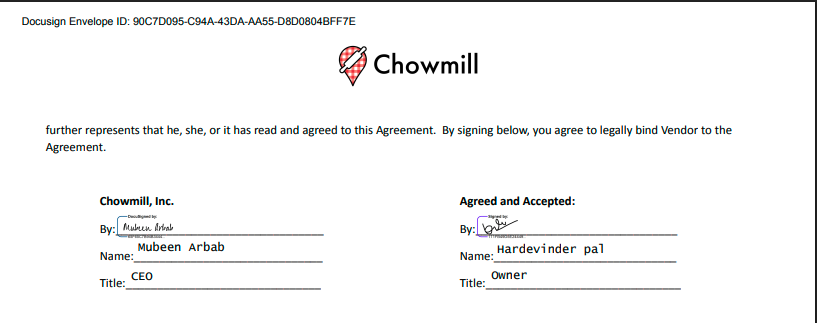 Docusign Envelope ID: 90C7D095-C94A-43DA-AA55-D8D0804BFF7E
Chowmill
further represents that he, she, or it has read and agreed to this Agreement. By signing below, you agree to legally bind Vendor to the
Agreement.
Chowmill, Inc.
DocuSigned by:
By: Mubeen Arbab
Name: Mubeen Arbab
Title: CEO
Agreed and Accepted:
Signed by:
By:
Name: Hardevinder pal
Title: Owner